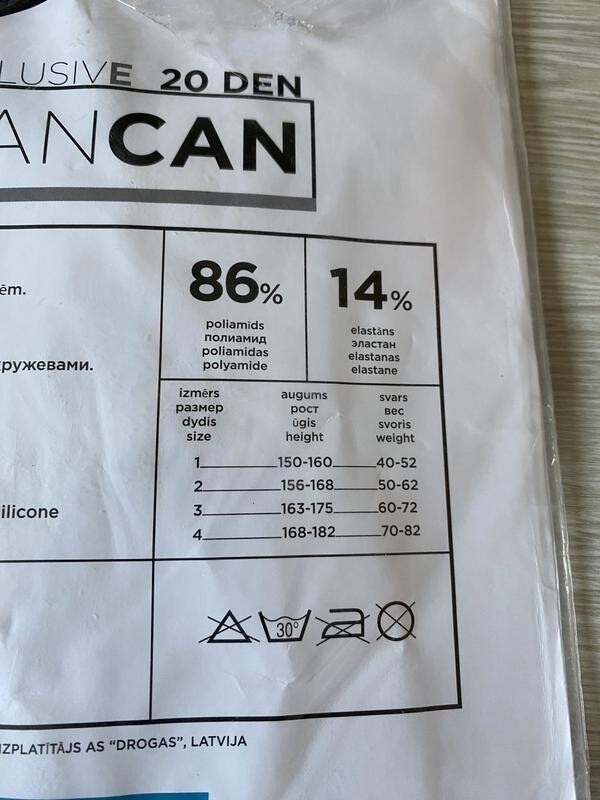 LUSIVE 20 DEN
ANCAN
ēm.
кружевами.
ilicone
86%
poliamīds
полиамид
poliamidas
polyamide
14%
elastāns
эластан
elastanas
elastane
izmērs augums svars
размер рост вес
dydis ūgis svoris
size height weight
1 150-160 40-52
2 156-168 50-62
3 163-175 60-72
4 168-182 70-82
30°
IZPLATĪTĀJS AS “DROGAS”, LATVIJA